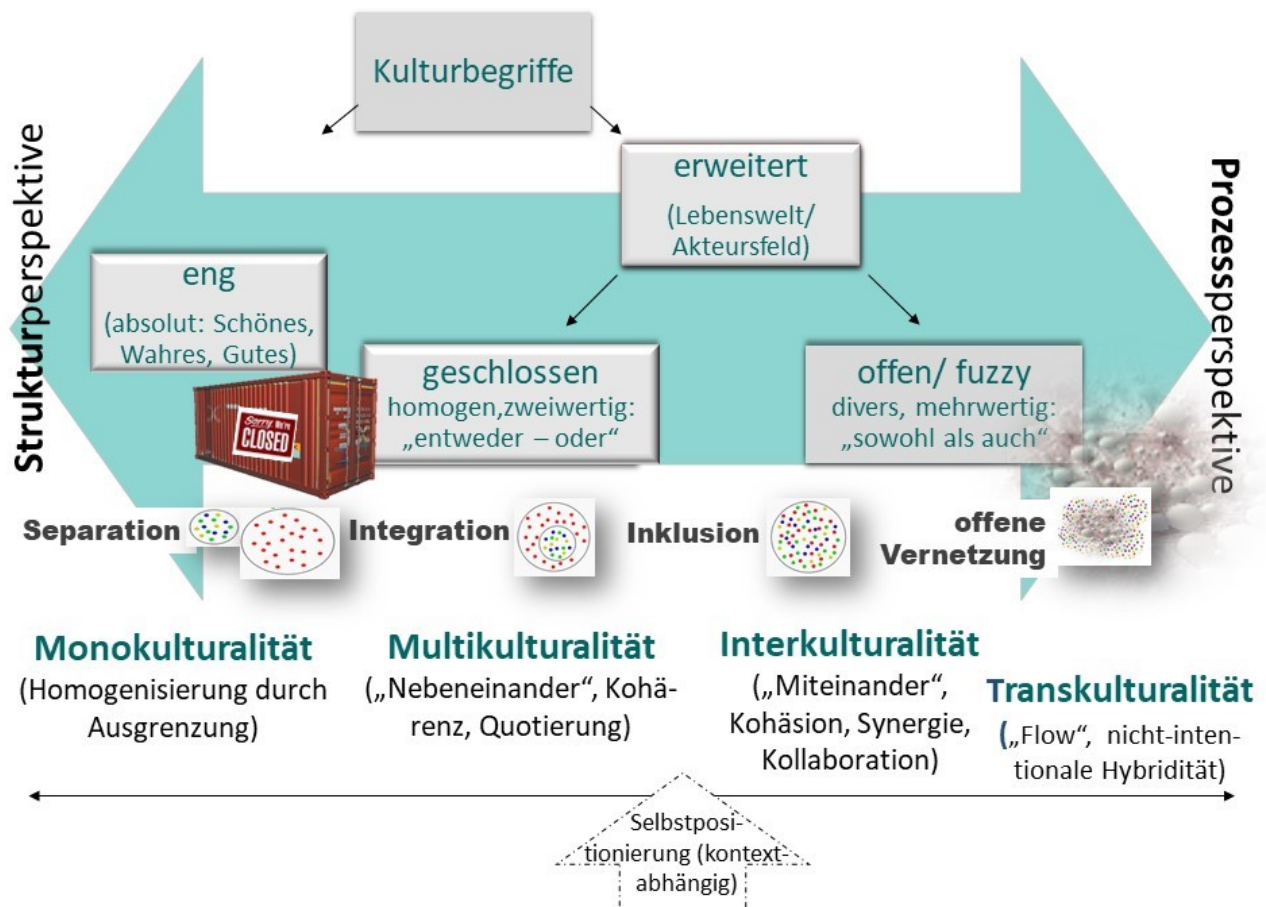 Kulturbegriffe
Strukturperspektive
Prozessperspektive
erweitert
(Lebenswelt/
Akteursfeld)
eng
(absolut: Schönes,
Wahres, Gutes)
Sorry WE'RE
CLOSED
geschlossen
homogen,zweiwertig:
„entweder – oder“
offen/ fuzzy
divers, mehrwertig:
„sowohl als auch“
Separation
Integration
Inklusion
offene
Vernetzung
Monokulturalität
(Homogenisierung durch
Ausgrenzung)
Multikulturalität
(„Nebeneinander“, Kohä-
renz, Quotierung)
Interkulturalität
(„Miteinander“,
Kohäsion, Synergie,
Kollaboration)
Transkulturalität
(„Flow“, nicht-inten-
tionale Hybridität)
Selbstposi-
tionierung (kontext-
abhängig)